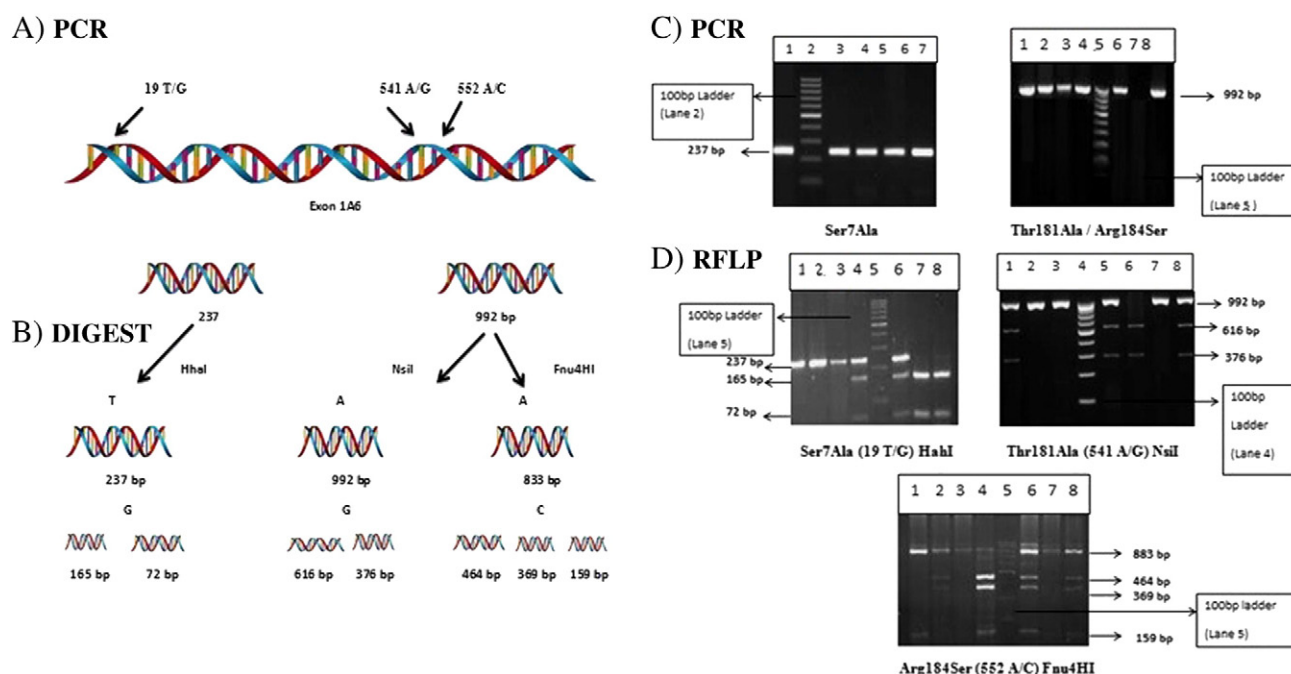 A) PCR
19 T/G
541 A/G
552 A/C
Exon 1A6
237
992 bp
B) DIGEST
HhaI
NsiI
Fnu4HI
T
A
A
237 bp
992 bp
833 bp
G
G
C
165 bp
72 bp
616 bp
376 bp
464 bp
369 bp
159 bp
C) PCR
1 2 3 4 5 6 7
100bp Ladder
(Lane 2)
237 bp
Ser7Ala
1 2 3 4 5 6 7 8
992 bp
100bp Ladder
(Lane 5)
Thr181Ala / Arg184Ser
D) RFLP
1 2 3 4 5 6 7 8
100bp Ladder
(Lane 5)
237 bp
165 bp
72 bp
Ser7Ala (19 T/G) HahI
1 2 3 4 5 6 7 8
992 bp
616 bp
376 bp
100bp
Ladder
(Lane 4)
Thr181Ala (541 A/G) NsiI
1 2 3 4 5 6 7 8
883 bp
464 bp
369 bp
100bp ladder
(Lane 5)
159 bp
Arg184Ser (552 A/C) Fnu4HI